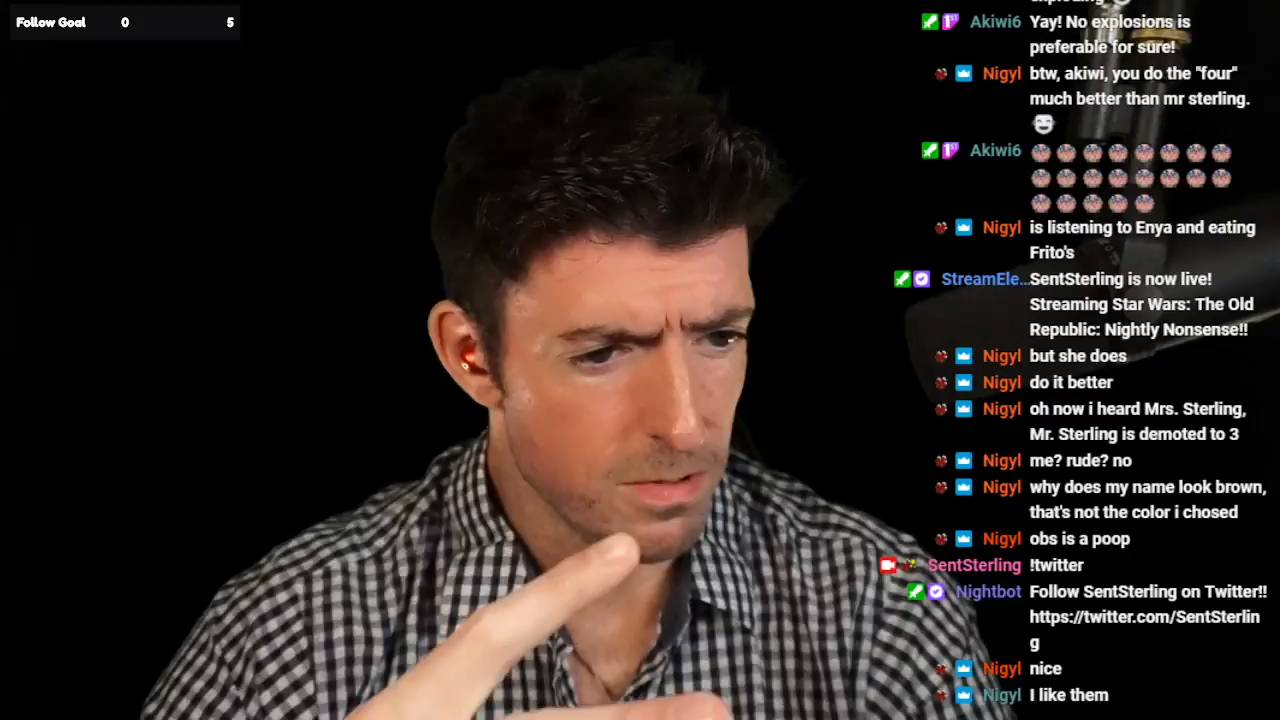 Follow Goal 0 5
Akiwi6 Yay! No explosions is
preferable for sure!
Nigyl btw, akiwi, you do the "four"
much better than mr sterling.
Akiwi6
Nigyl is listening to Enya and eating
Frito's
StreamEle... SentSterling is now live!
Streaming Star Wars: The Old
Republic: Nightly Nonsense!!
Nigyl but she does
Nigyl do it better
Nigyl oh now i heard Mrs. Sterling,
Mr. Sterling is demoted to 3
Nigyl me? rude? no
Nigyl why does my name look brown,
that's not the color i chosed
Nigyl obs is a poop
SentSterling !twitter
Nightbot Follow SentSterling on Twitter!!
https://twitter.com/SentSterlin
g
Nigyl nice
Nigyl I like them